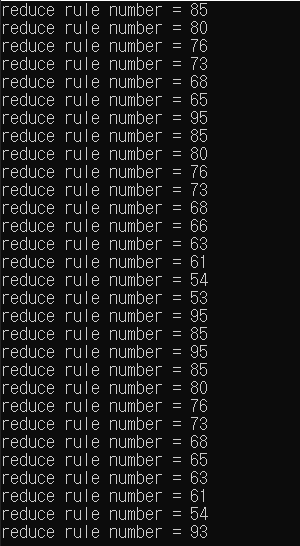 reduce rule number = 85
reduce rule number = 80
reduce rule number = 76
reduce rule number = 73
reduce rule number = 68
reduce rule number = 65
reduce rule number = 95
reduce rule number = 85
reduce rule number = 80
reduce rule number = 76
reduce rule number = 73
reduce rule number = 68
reduce rule number = 66
reduce rule number = 63
reduce rule number = 61
reduce rule number = 54
reduce rule number = 53
reduce rule number = 95
reduce rule number = 85
reduce rule number = 95
reduce rule number = 85
reduce rule number = 80
reduce rule number = 76
reduce rule number = 73
reduce rule number = 68
reduce rule number = 65
reduce rule number = 63
reduce rule number = 61
reduce rule number = 54
reduce rule number = 93